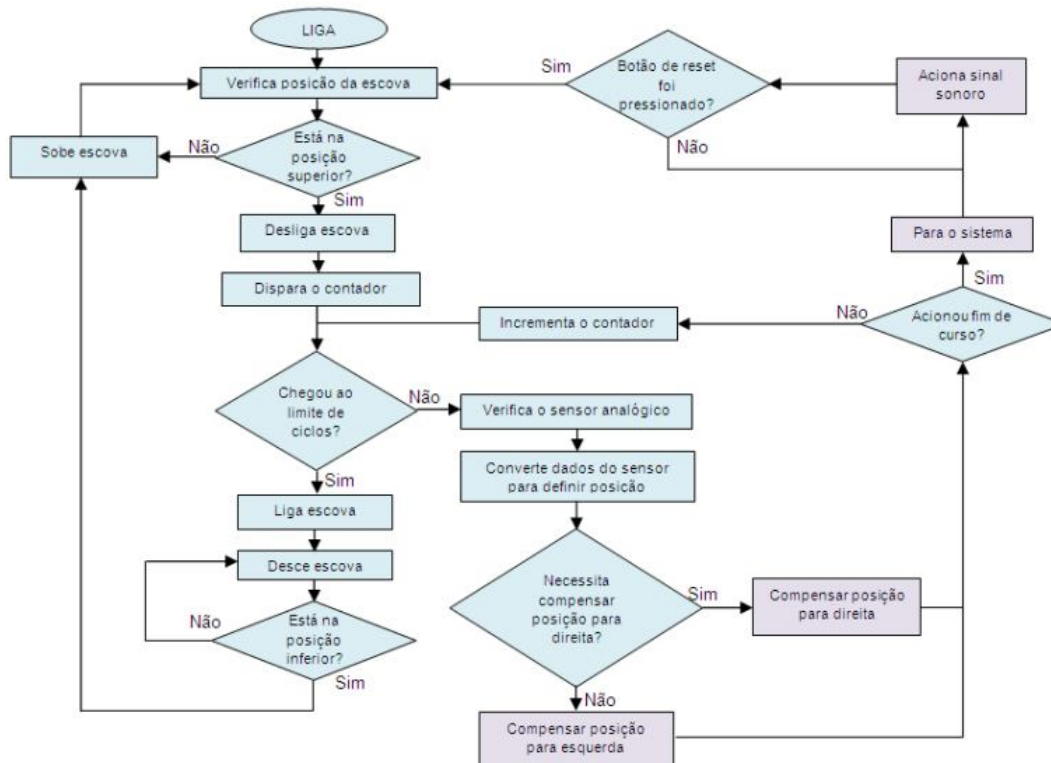 LIGA
Verifica posição da escova
Sim
Botão de reset
foi
pressionado?
Aciona sinal
sonoro
Sobe escova
Não
Está na
posição
superior?
Não
Sim
Desliga escova
Para o sistema
Dispara o contador
Sim
Incrementa o contador
Não
Acionou fim de
curso?
Chegou ao
limite de
ciclos?
Não
Verifica o sensor analógico
Converte dados do sensor
para definir posição
Sim
Liga escova
Desce escova
Não
Está na
posição
inferior?
Sim
Necessita
compensar
posição para
direita?
Sim
Compensar posição
para direita
Não
Compensar posição
para esquerda